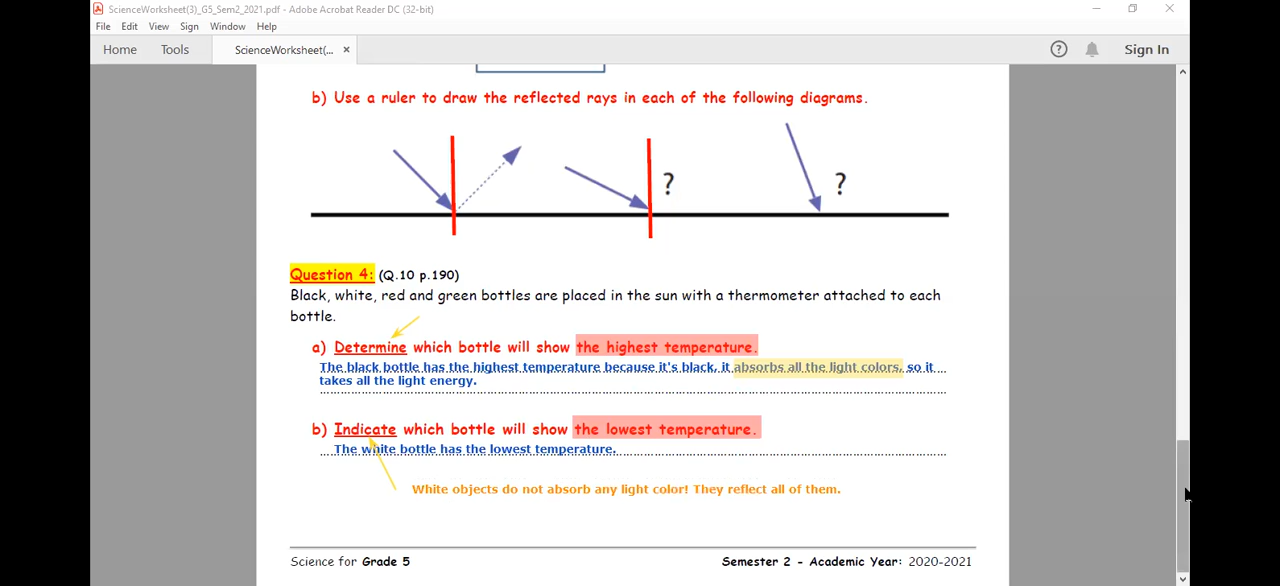 ScienceWorksheet(3)_G5_Sem2_2021.pdf - Adobe Acrobat Reader DC (32-bit)
File Edit View Sign Window Help
Home Tools ScienceWorksheet(... × ? Sign In
b) Use a ruler to draw the reflected rays in each of the following diagrams.
? ?
Question 4: (Q.10 p.190)
Black, white, red and green bottles are placed in the sun with a thermometer attached to each
bottle.
a) Determine which bottle will show the highest temperature.
The black bottle has the highest temperature because it's black, it absorbs all the light colors, so it
takes all the light energy.
b) Indicate which bottle will show the lowest temperature.
The white bottle has the lowest temperature.
White objects do not absorb any light color! They reflect all of them.
Science for Grade 5 Semester 2 - Academic Year: 2020-2021